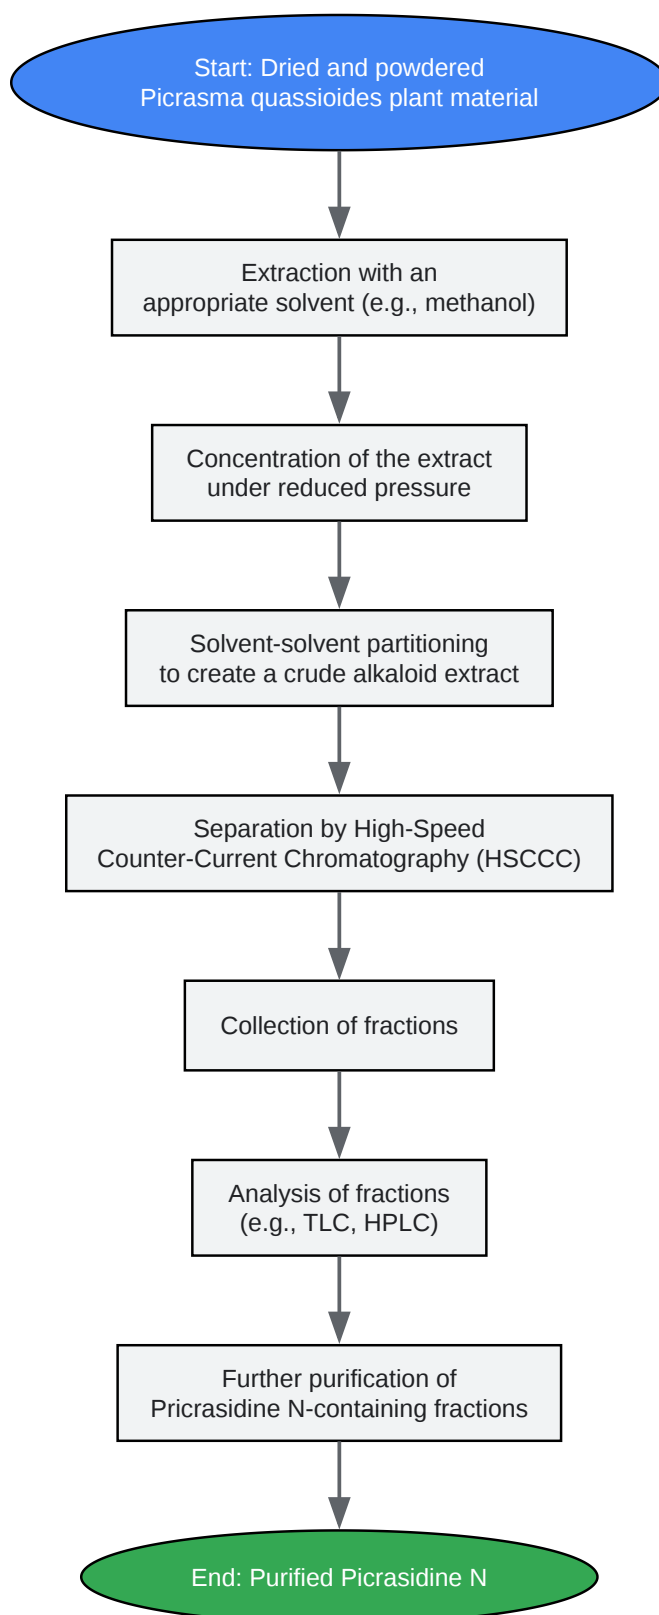 Start: Dried and powdered
Picrasma quassioides plant material
Extraction with an
appropriate solvent (e.g., methanol)
Concentration of the extract
under reduced pressure
Solvent-solvent partitioning
to create a crude alkaloid extract
Separation by High-Speed
Counter-Current Chromatography (HSCCC)
Collection of fractions
Analysis of fractions
(e.g., TLC, HPLC)
Further purification of
Pricrasidine N-containing fractions
End: Purified Picrasidine N